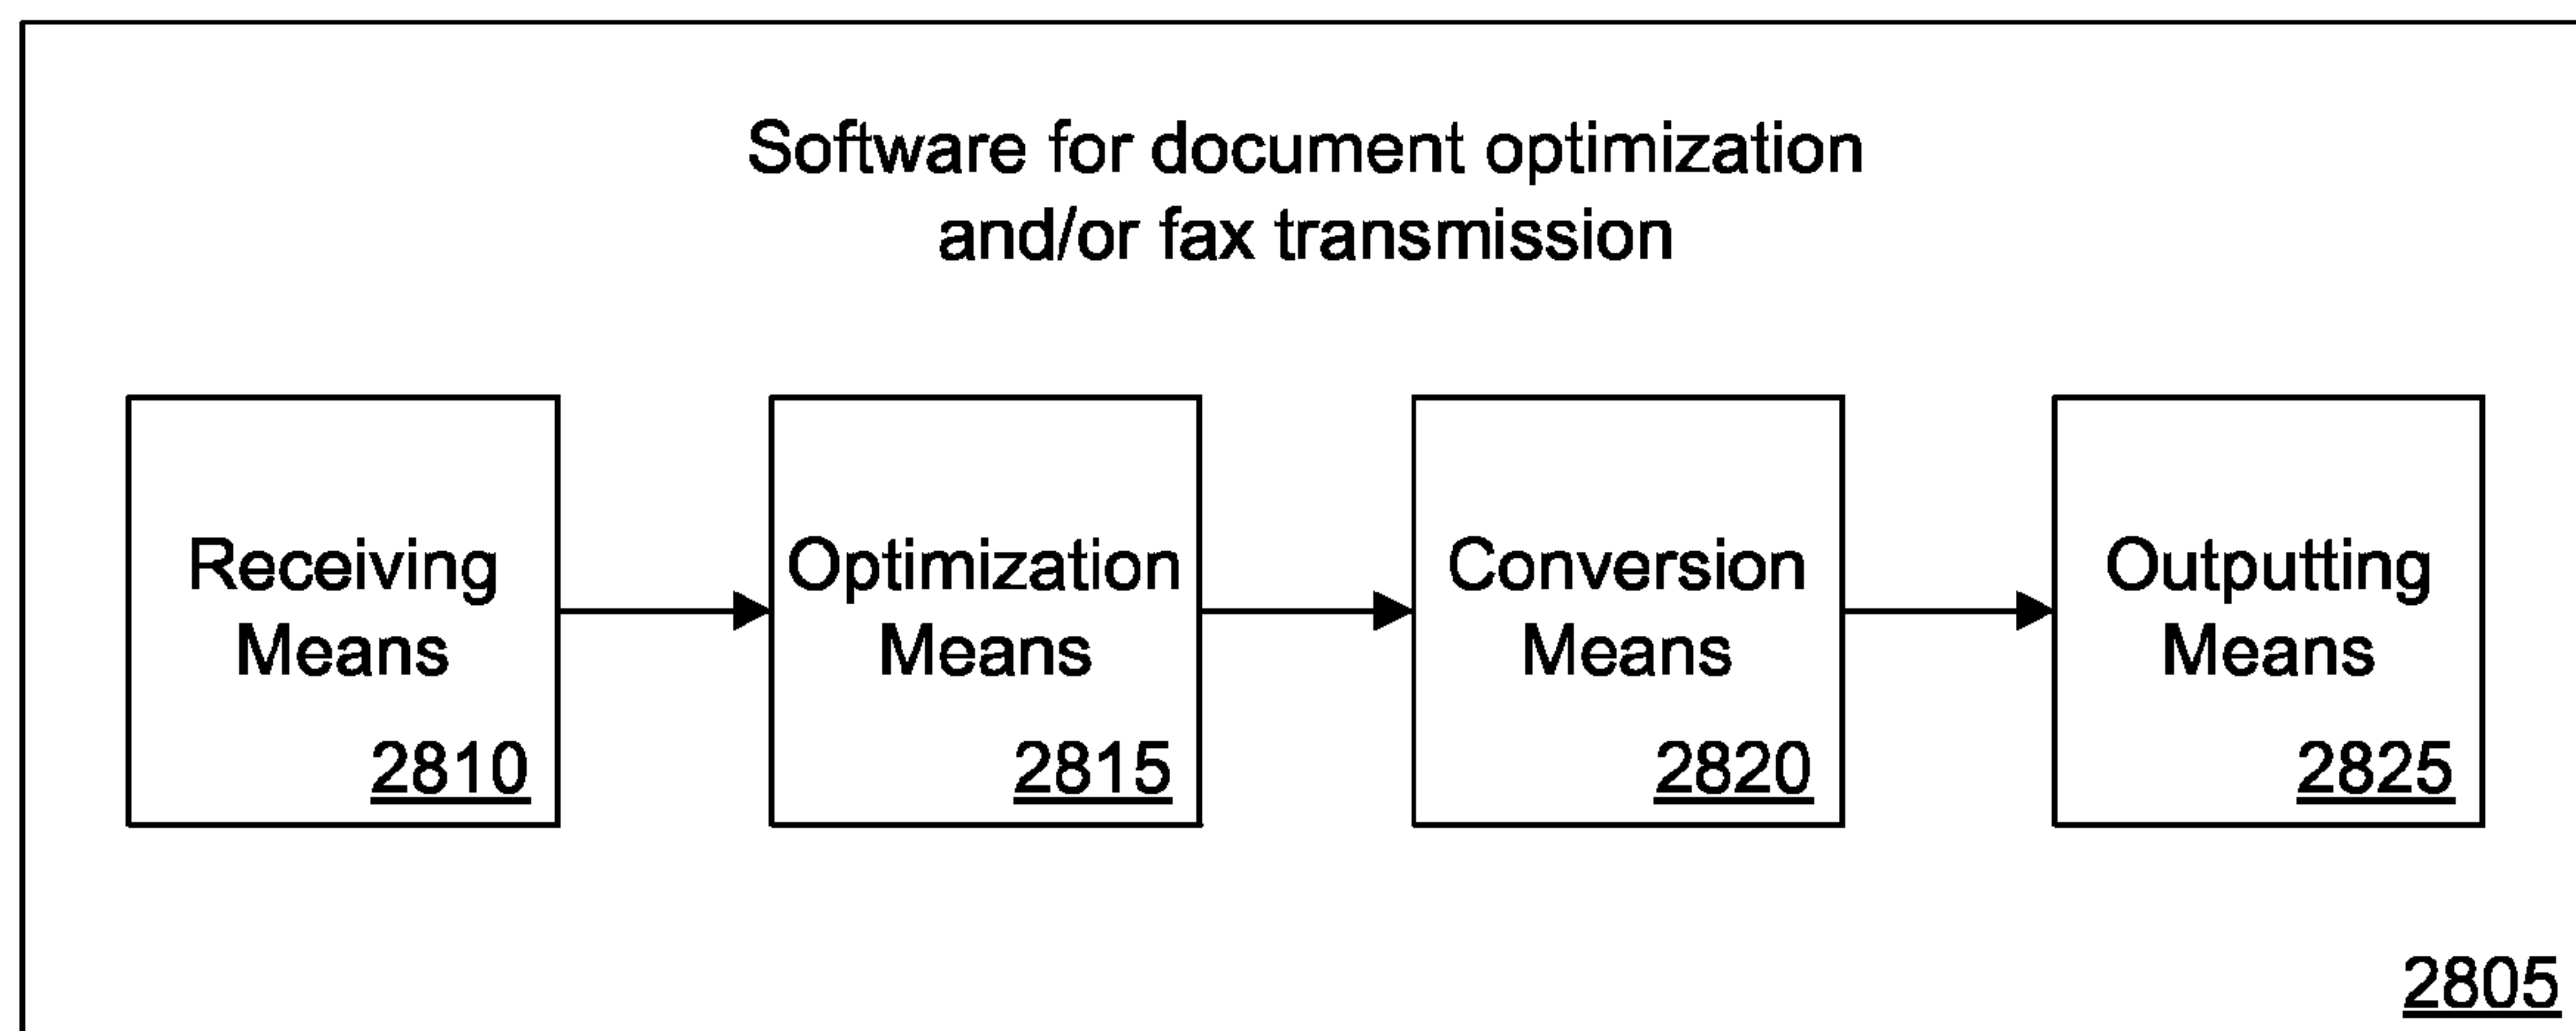 Software for document optimization
and/or fax transmission
Receiving
Means
2810
Optimization
Means
2815
Conversion
Means
2820
Outputting
Means
2825
2805